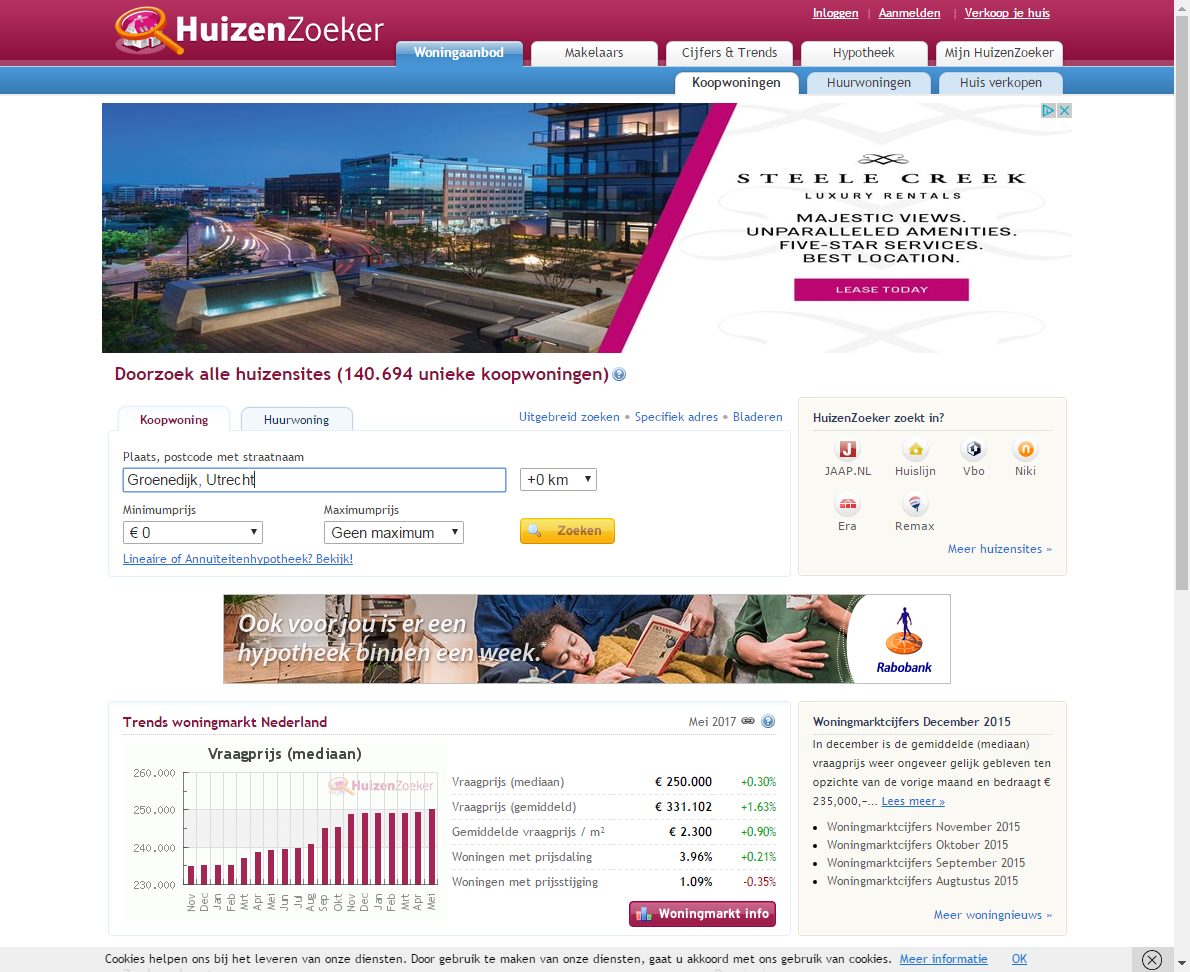 Inloggen | Aanmelden | Verkoop je huis
HuizenZoeker
Woningaanbod Makelaars Cijfers & Trends Hypotheek Mijn HuizenZoeker
Koopwoningen Huurwoningen Huis verkopen
STEELE CREEK
LUXURY RENTALS
MAJESTIC VIEWS.
UNPARALLELED AMENITIES.
FIVE-STAR SERVICES.
BEST LOCATION.
LEASE TODAY
Doorzoek alle huizensites (140.694 unieke koopwoningen) ?
Koopwoning Huurwoning
Uitgebreid zoeken • Specifiek adres • Bladeren
Plaats, postcode met straatnaam
Groenedijk, Utrecht +0 km
Minimumprijs Maximumprijs
€ 0 Geen maximum Zoeken
Lineaire of Annuïteitenhypotheek? Bekijk!
HuizenZoeker zoekt in?
JAAP.NL Huislijn Vbo Niki
Era Remax
Meer huizensites »
Ook voor jou is er een
hypotheek binnen een week.*
Rabobank
Trends woningmarkt Nederland
Mei 2017 ?
Vraagprijs (mediaan)
HuizenZoeker
260.000
250.000
240.000
230.000
Nov Dec Jan Feb Mrt Apr Mei Jun Jul Aug Sep Okt Nov Dec Jan Feb Mrt Apr Mei
Vraagprijs (mediaan) € 250.000 +0.30%
Vraagprijs (gemiddeld) € 331.102 +1.63%
Gemiddelde vraagprijs / m² € 2.300 +0.90%
Woningen met prijsdaling 3.96% +0.21%
Woningen met prijsstijging 1.09% -0.35%
Woningmarkt info
Woningmarktcijfers December 2015
In december is de gemiddelde (mediaan)
vraagprijs weer ongeveer gelijk gebleven ten
opzichte van de vorige maand en bedraagt €
235,000,-... Lees meer »
• Woningmarktcijfers November 2015
• Woningmarktcijfers Oktober 2015
• Woningmarktcijfers September 2015
• Woningmarktcijfers Augtustus 2015
Meer woningnieuws »
Cookies helpen ons bij het leveren van onze diensten. Door gebruik te maken van onze diensten, gaat u akkoord met ons gebruik van cookies. Meer informatie OK